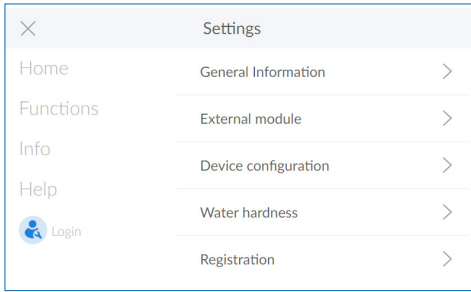 Settings
Home
Functions
Info
Help
Login
General Information
External module
Device configuration
Water hardness
Registration